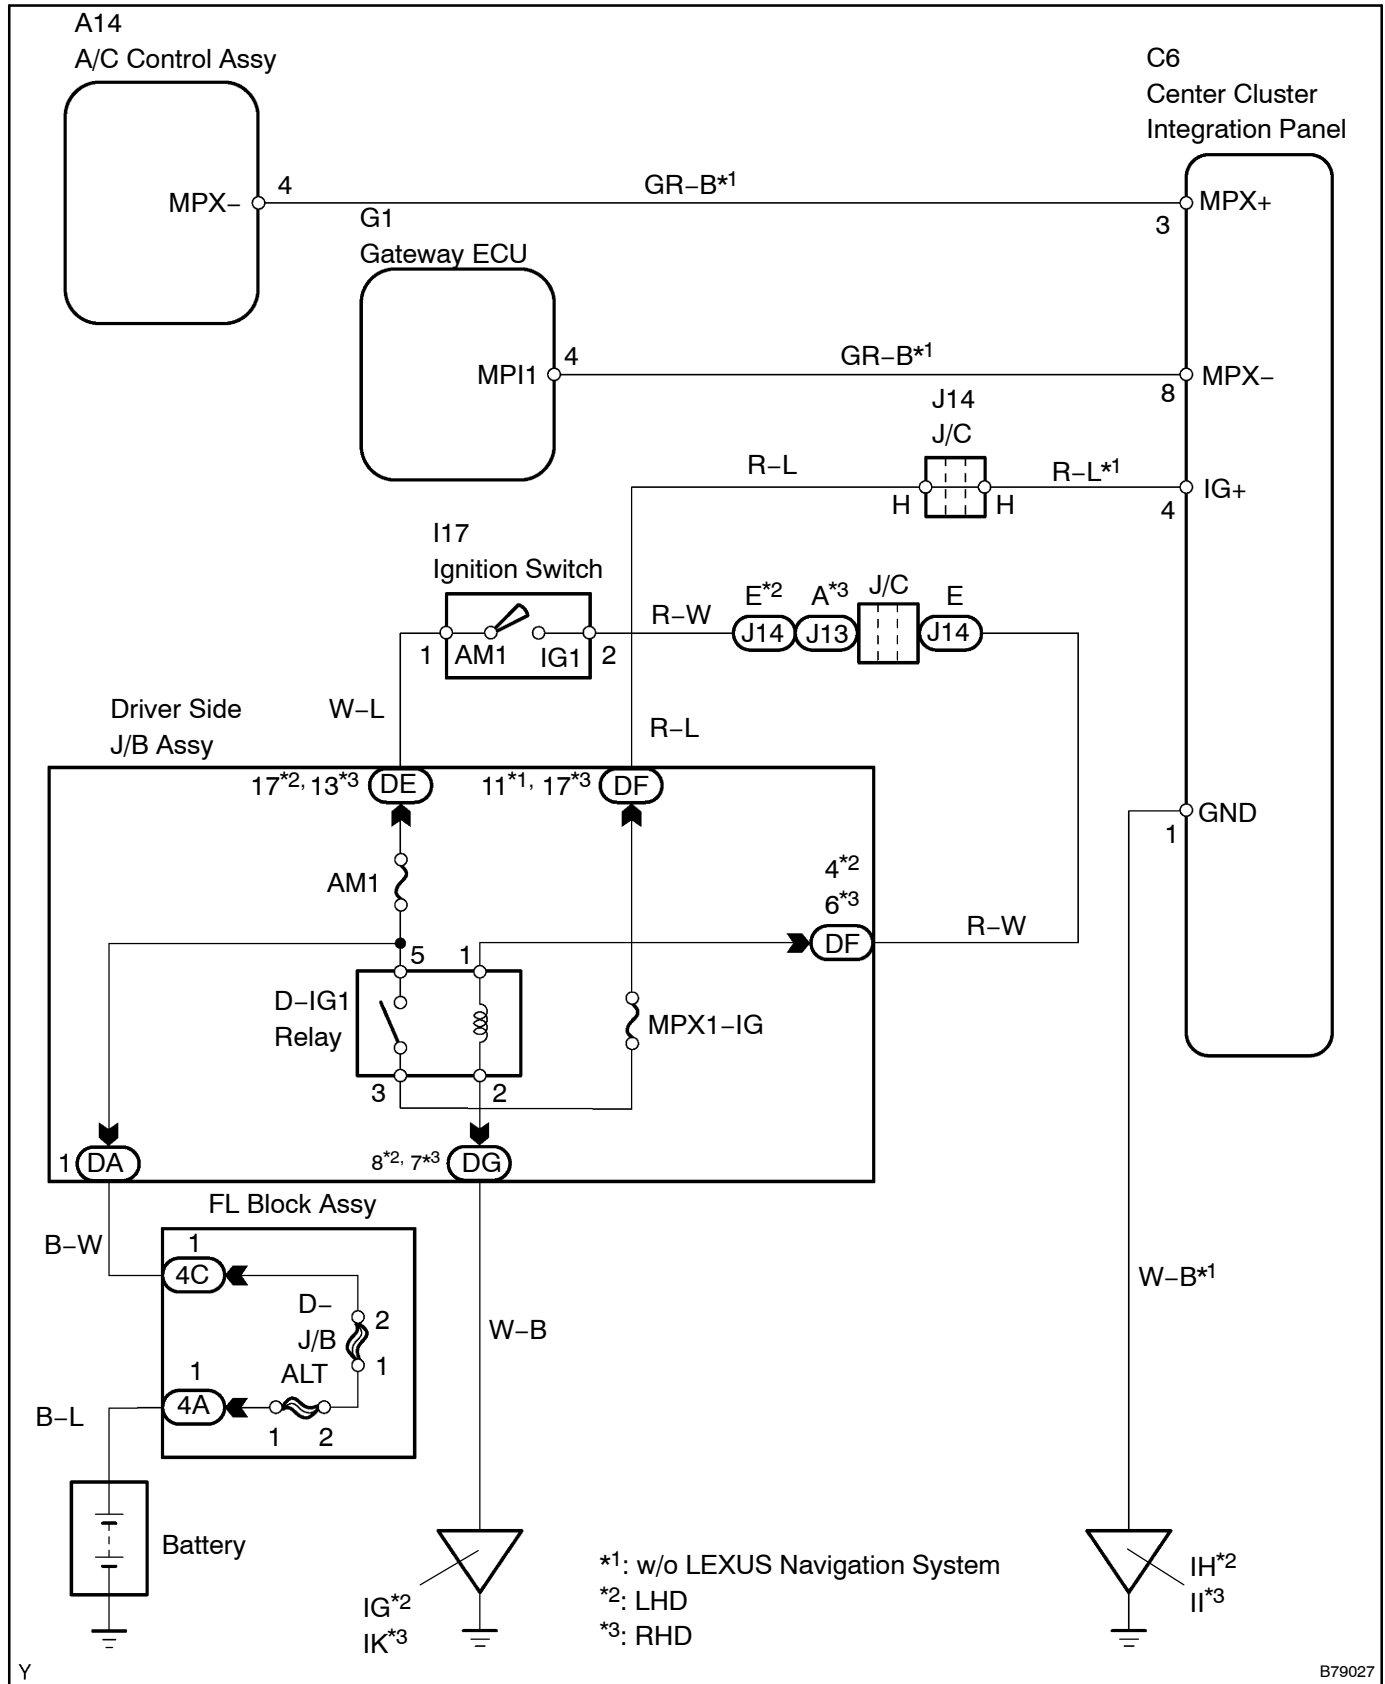 A14
A/C Control Assy
C6
Center Cluster
Integration Panel
MPX−
4
GR−B*1
3
MPX+
G1
Gateway ECU
MPI1
4
GR−B*1
8
MPX−
J14
J/C
R−L
H
H
R−L*1
4
IG+
I17
Ignition Switch
1
AM1
IG1
2
R−W
E*2
A*3
J/C
E
J14
J13
J14
W−L
R−L
Driver Side
J/B Assy
17*2, 13*3
DE
11*1, 17*3
DF
1
GND
AM1
4*2
6*3
DF
R−W
5
1
D−IG1
Relay
MPX1−IG
3
2
1
DA
8*2, 7*3
DG
FL Block Assy
B−W
1
4C
D−
J/B
2
1
ALT
1
4A
1
2
B−L
W−B
W−B*1
Battery
IG*2
IK*3
*1: w/o LEXUS Navigation System
*2: LHD
*3: RHD
IH*2
II*3
Y
B79027